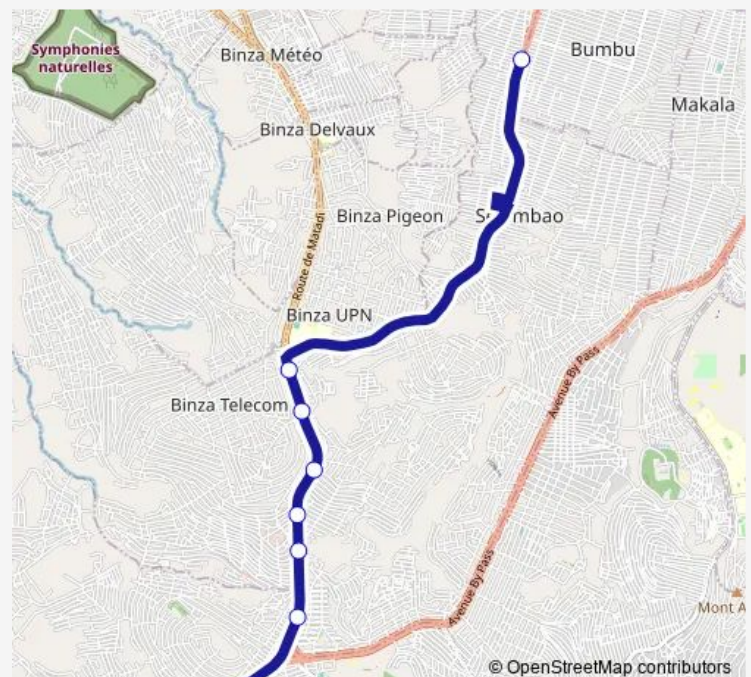 Symphonies
naturelles
Binza Météo
Bumbu
Makala
Binza Delvaux
Binza Pigeon
Route de Matadi
Binza UPN
Avenue By Pass
Binza Telecom
Avenue By Pass
Mont A
© OpenStreetMap contributors